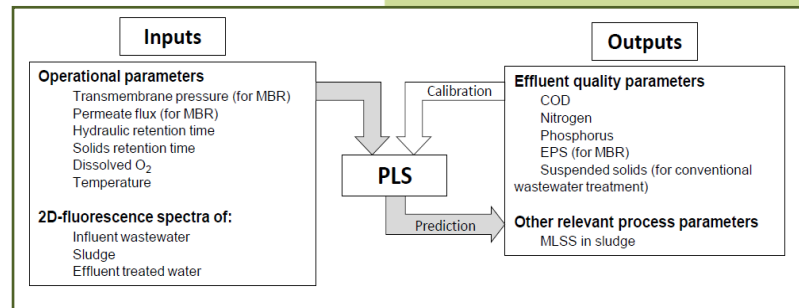 Inputs
Operational parameters
Transmembrane pressure (for MBR)
Permeate flux (for MBR)
Hydraulic retention time
Solids retention time
Dissolved O₂
Temperature
2D-fluorescence spectra of:
Influent wastewater
Sludge
Effluent treated water
Calibration
PLS
Prediction
Outputs
Effluent quality parameters
COD
Nitrogen
Phosphorus
EPS (for MBR)
Suspended solids (for conventional
wastewater treatment)
Other relevant process parameters
MLSS in sludge